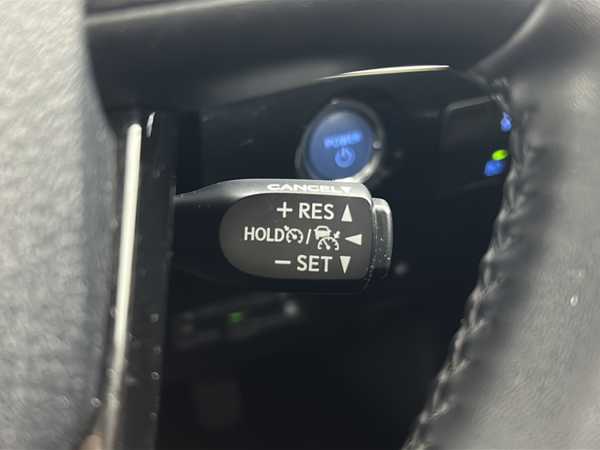 POWER
CANCEL▼
+ RES ▲
HOLD / ◀
− SET ▼